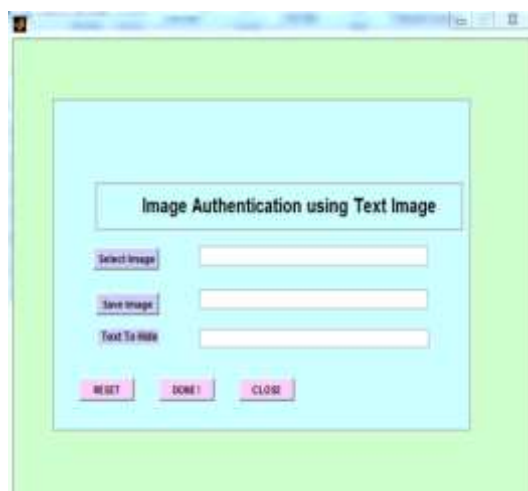 Image Authentication using Text Image
Select Image
Save Image
Text To Hide
RESET DONE! CLOSE